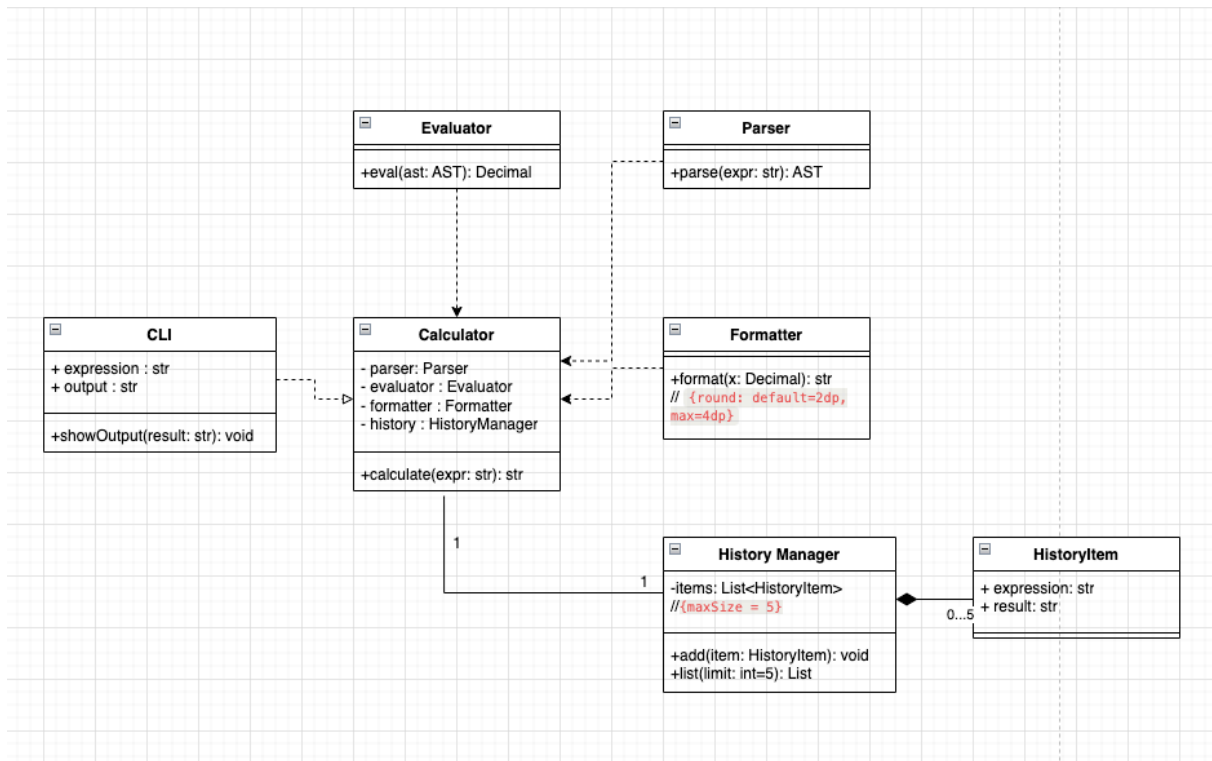 Evaluator
+eval(ast: AST): Decimal
Parser
+parse(expr: str): AST
CLI
+ expression : str
+ output : str
+showOutput(result: str): void
Calculator
- parser: Parser
- evaluator : Evaluator
- formatter : Formatter
- history : HistoryManager
+calculate(expr: str): str
Formatter
+format(x: Decimal): str
// {round: default=2dp,
max=4dp}
1
1
History Manager
-items: List<HistoryItem>
//{maxSize = 5}
+add(item: HistoryItem): void
+list(limit: int=5): List
0...5
HistoryItem
+ expression: str
+ result: str